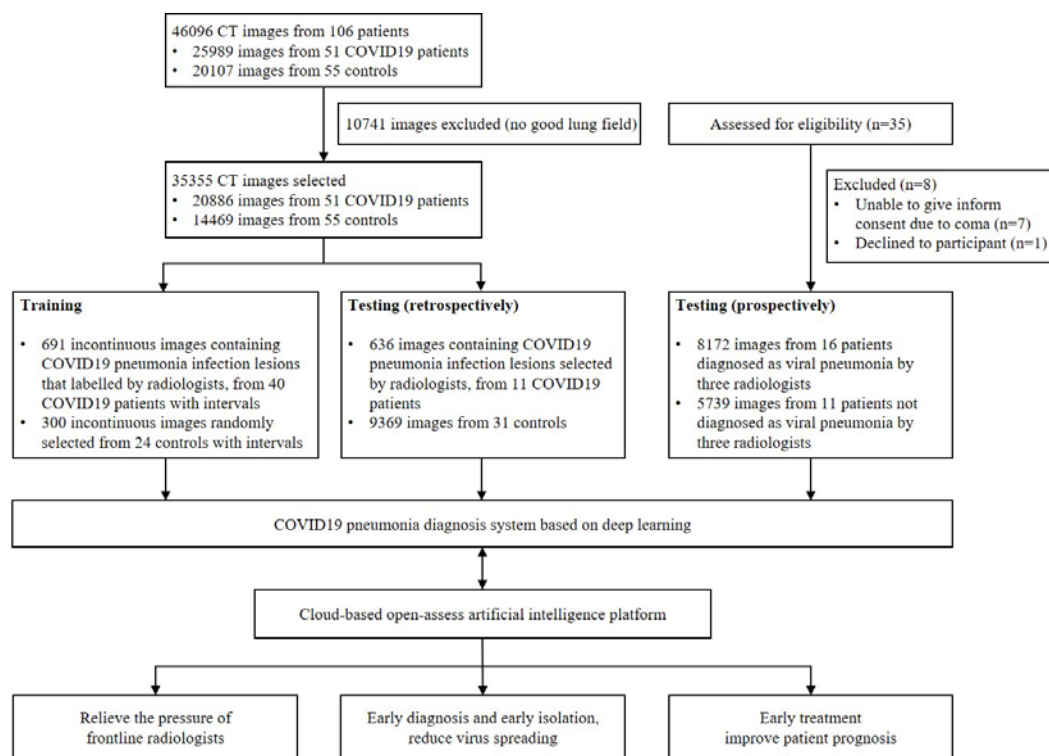 46096 CT images from 106 patients
• 25989 images from 51 COVID19 patients
• 20107 images from 55 controls
10741 images excluded (no good lung field)
Assessed for eligibility (n=35)
35355 CT images selected
• 20886 images from 51 COVID19 patients
• 14469 images from 55 controls
Excluded (n=8)
• Unable to give inform
consent due to coma (n=7)
• Declined to participant (n=1)
Training
• 691 incontinuous images containing
COVID19 pneumonia infection lesions
that labelled by radiologists, from 40
COVID19 patients with intervals
• 300 incontinuous images randomly
selected from 24 controls with intervals
Testing (retrospectively)
• 636 images containing COVID19
pneumonia infection lesions selected
by radiologists, from 11 COVID19
patients
• 9369 images from 31 controls
Testing (prospectively)
• 8172 images from 16 patients
diagnosed as viral pneumonia by
three radiologists
• 5739 images from 11 patients not
diagnosed as viral pneumonia by
three radiologists
COVID19 pneumonia diagnosis system based on deep learning
Cloud-based open-assess artificial intelligence platform
Relieve the pressure of
frontline radiologists
Early diagnosis and early isolation,
reduce virus spreading
Early treatment
improve patient prognosis